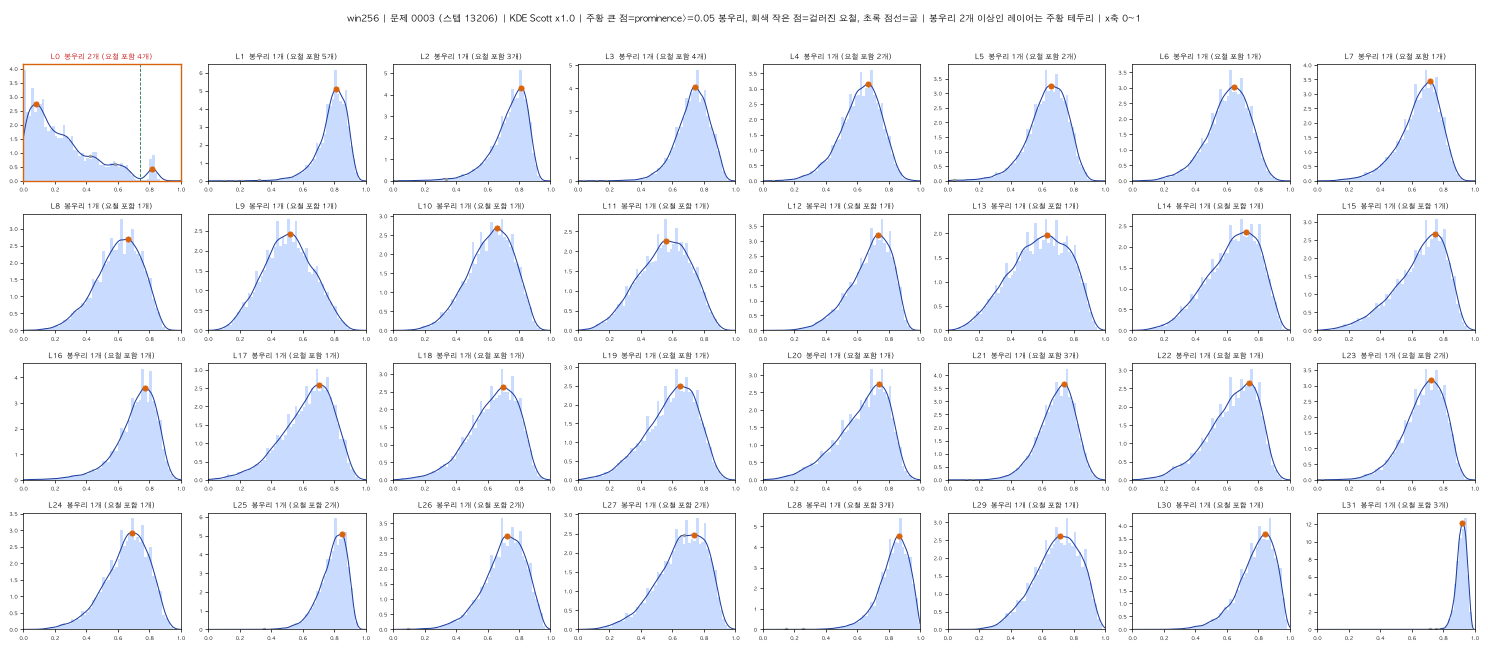 win256 | 문제 0003 (스텝 13206) | KDE Scott x1.0 | 주황 큰 점=prominence>=0.05 봉우리, 회색 작은 점=걸러진 요철, 초록 점선=골 | 봉우리 2개 이상인 레이어는 주황 테두리 | x축 0~1
L0 봉우리 2개 (요철 포함 4개)
L1 봉우리 1개 (요철 포함 5개)
L2 봉우리 1개 (요철 포함 3개)
L3 봉우리 1개 (요철 포함 4개)
L4 봉우리 1개 (요철 포함 2개)
L5 봉우리 1개 (요철 포함 2개)
L6 봉우리 1개 (요철 포함 1개)
L7 봉우리 1개 (요철 포함 1개)
L8 봉우리 1개 (요철 포함 1개)
L9 봉우리 1개 (요철 포함 1개)
L10 봉우리 1개 (요철 포함 1개)
L11 봉우리 1개 (요철 포함 1개)
L12 봉우리 1개 (요철 포함 1개)
L13 봉우리 1개 (요철 포함 1개)
L14 봉우리 1개 (요철 포함 1개)
L15 봉우리 1개 (요철 포함 1개)
L16 봉우리 1개 (요철 포함 1개)
L17 봉우리 1개 (요철 포함 1개)
L18 봉우리 1개 (요철 포함 1개)
L19 봉우리 1개 (요철 포함 1개)
L20 봉우리 1개 (요철 포함 1개)
L21 봉우리 1개 (요철 포함 3개)
L22 봉우리 1개 (요철 포함 1개)
L23 봉우리 1개 (요철 포함 2개)
L24 봉우리 1개 (요철 포함 1개)
L25 봉우리 1개 (요철 포함 2개)
L26 봉우리 1개 (요철 포함 2개)
L27 봉우리 1개 (요철 포함 2개)
L28 봉우리 1개 (요철 포함 3개)
L29 봉우리 1개 (요철 포함 1개)
L30 봉우리 1개 (요철 포함 1개)
L31 봉우리 1개 (요철 포함 3개)